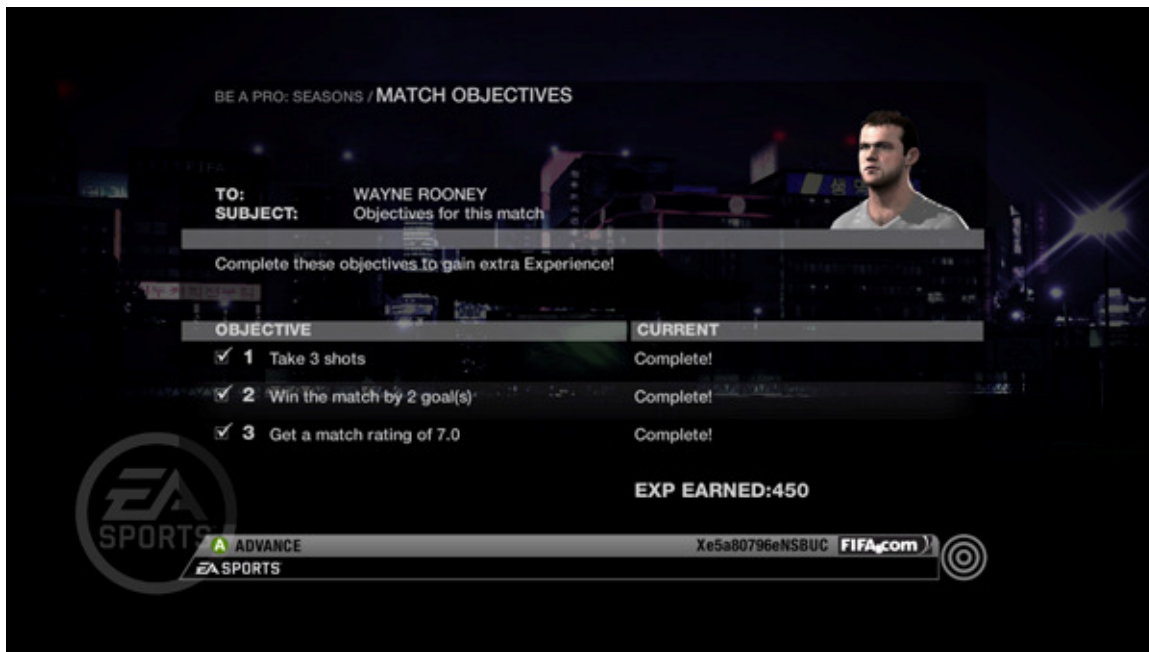 BE A PRO: SEASONS / MATCH OBJECTIVES
TO: WAYNE ROONEY
SUBJECT: Objectives for this match
Complete these objectives to gain extra Experience!
OBJECTIVE CURRENT
1 Take 3 shots Complete!
2 Win the match by 2 goal(s) Complete!
3 Get a match rating of 7.0 Complete!
EXP EARNED:450
EA SPORTS
A ADVANCE Xe5a80796eNSBUC FIFA.com
EA SPORTS